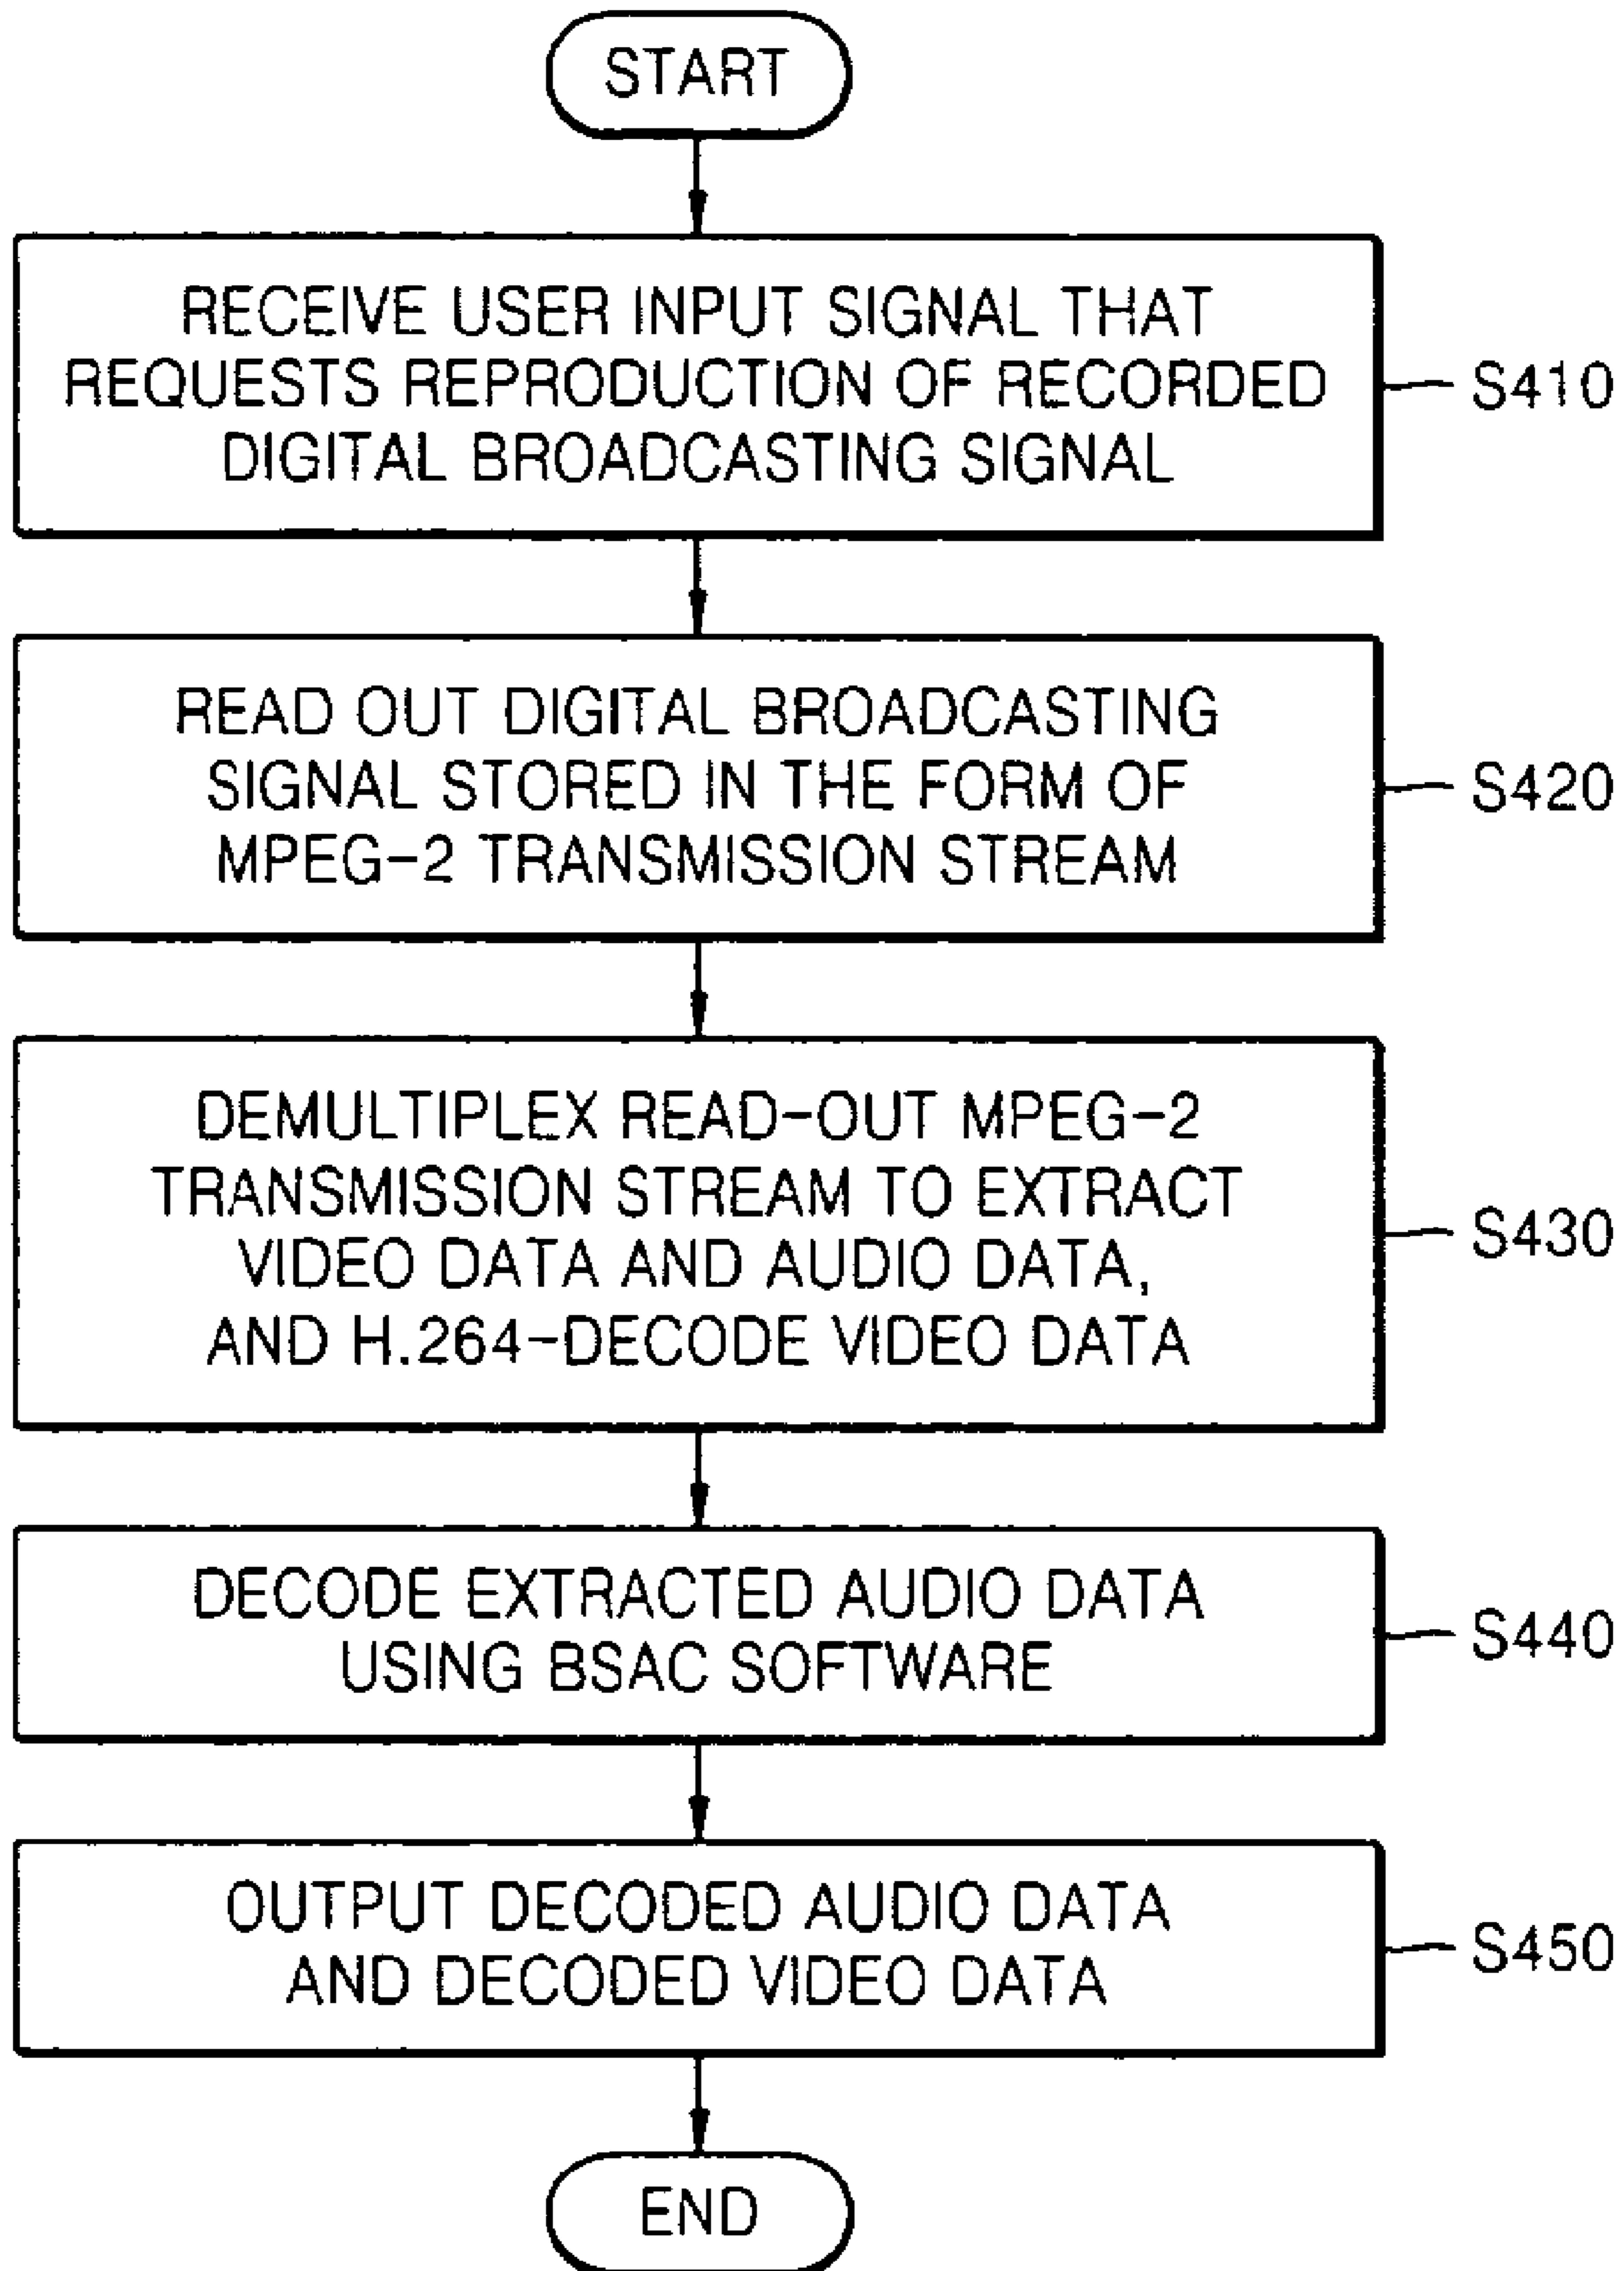 START
RECEIVE USER INPUT SIGNAL THAT
REQUESTS REPRODUCTION OF RECORDED
DIGITAL BROADCASTING SIGNAL
S410
READ OUT DIGITAL BROADCASTING
SIGNAL STORED IN THE FORM OF
MPEG-2 TRANSMISSION STREAM
S420
DEMULTIPLEX READ-OUT MPEG-2
TRANSMISSION STREAM TO EXTRACT
VIDEO DATA AND AUDIO DATA,
AND H.264-DECODE VIDEO DATA
S430
DECODE EXTRACTED AUDIO DATA
USING BSAC SOFTWARE
S440
OUTPUT DECODED AUDIO DATA
AND DECODED VIDEO DATA
S450
END